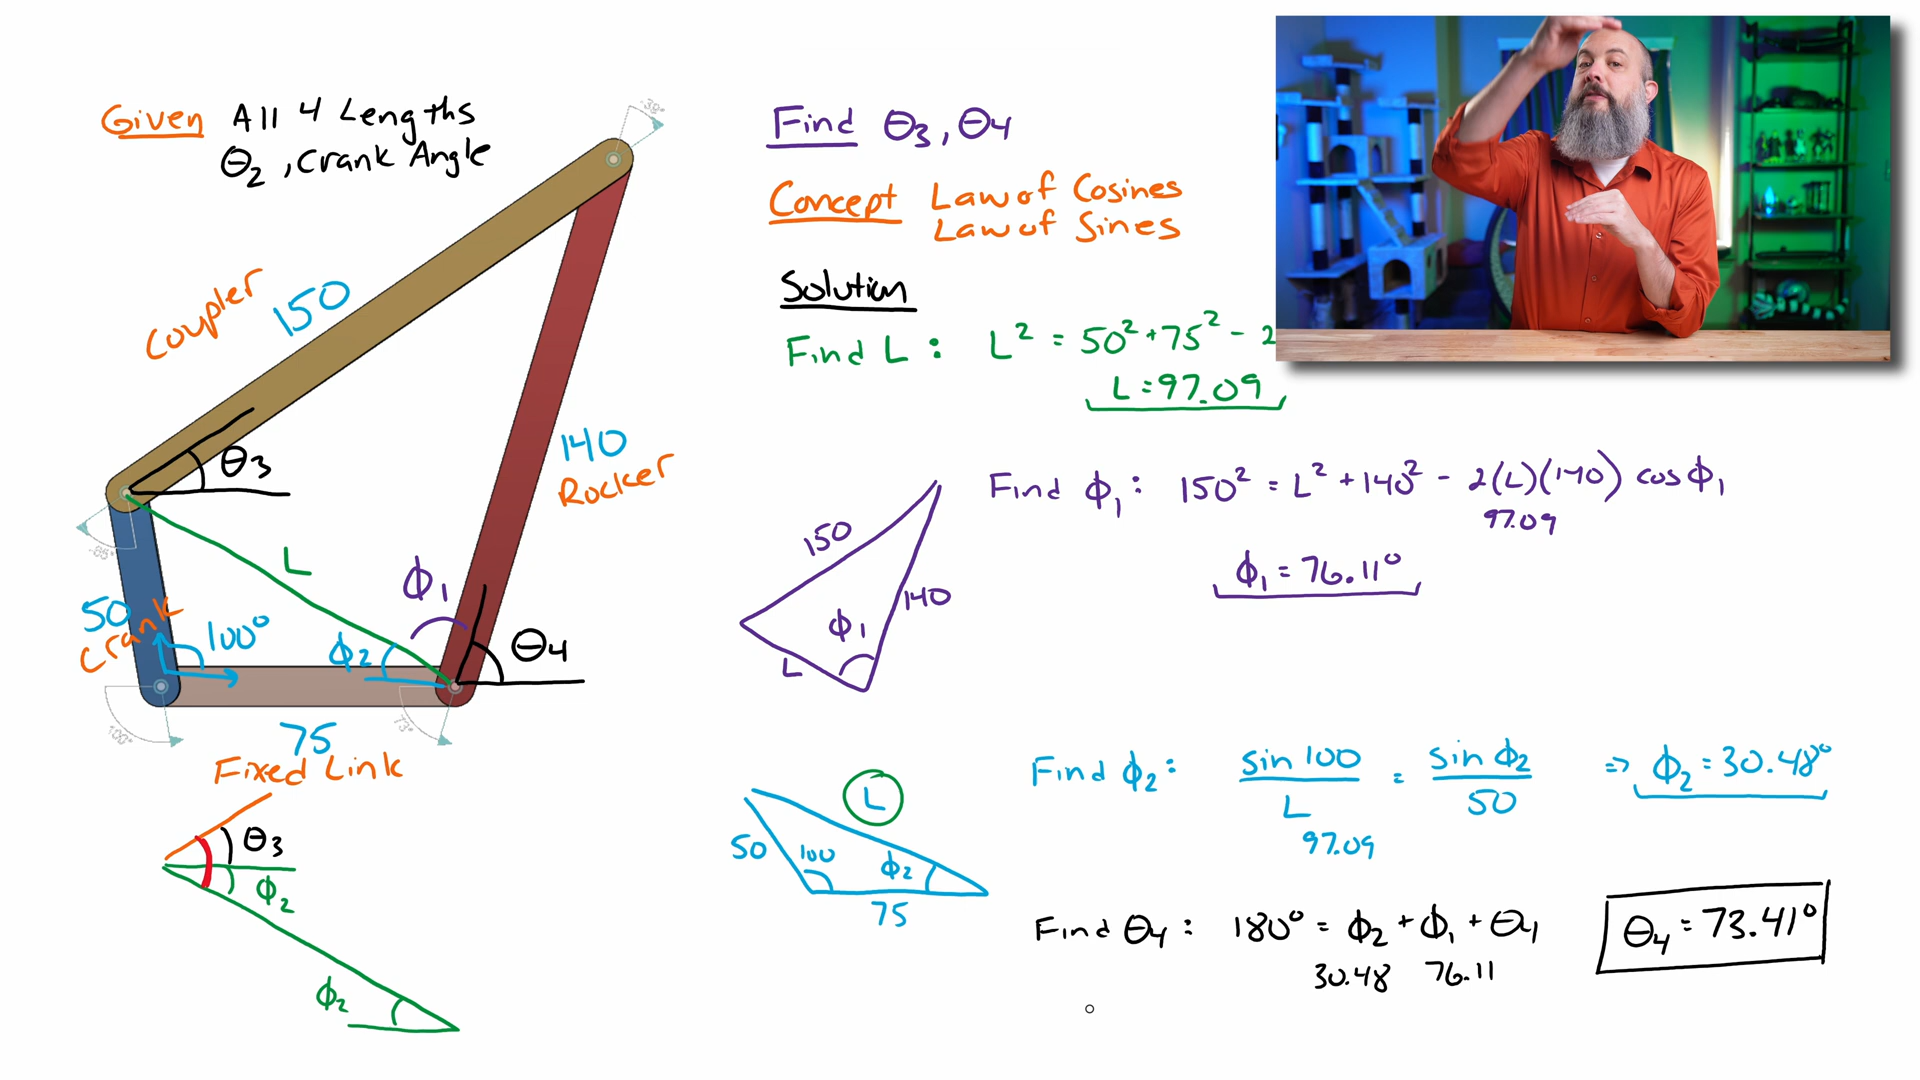 Given All 4 Lengths
θ2, Crank Angle
-39°
Coupler
150
θ3
140
Rocker
-85°
L
ϕ1
50
Crank
100°
ϕ2
θ4
100°
73°
75
Fixed Link
θ3
ϕ2
ϕ2
Find θ3, θ4
Concept Law of Cosines
Law of Sines
Solution
Find L: L² = 50² + 75² - 2
L = 97.09
150
140
ϕ1
L
Find ϕ1: 150² = L² + 140² - 2(L)(140) cos ϕ1
97.09
ϕ1 = 76.11°
L
50
100
ϕ2
75
Find ϕ2: sin 100 = sin ϕ2 ⇒ ϕ2 = 30.48°
L 50
97.09
Find θ4: 180° = ϕ2 + ϕ1 + θ4 θ4 = 73.41°
30.48 76.11